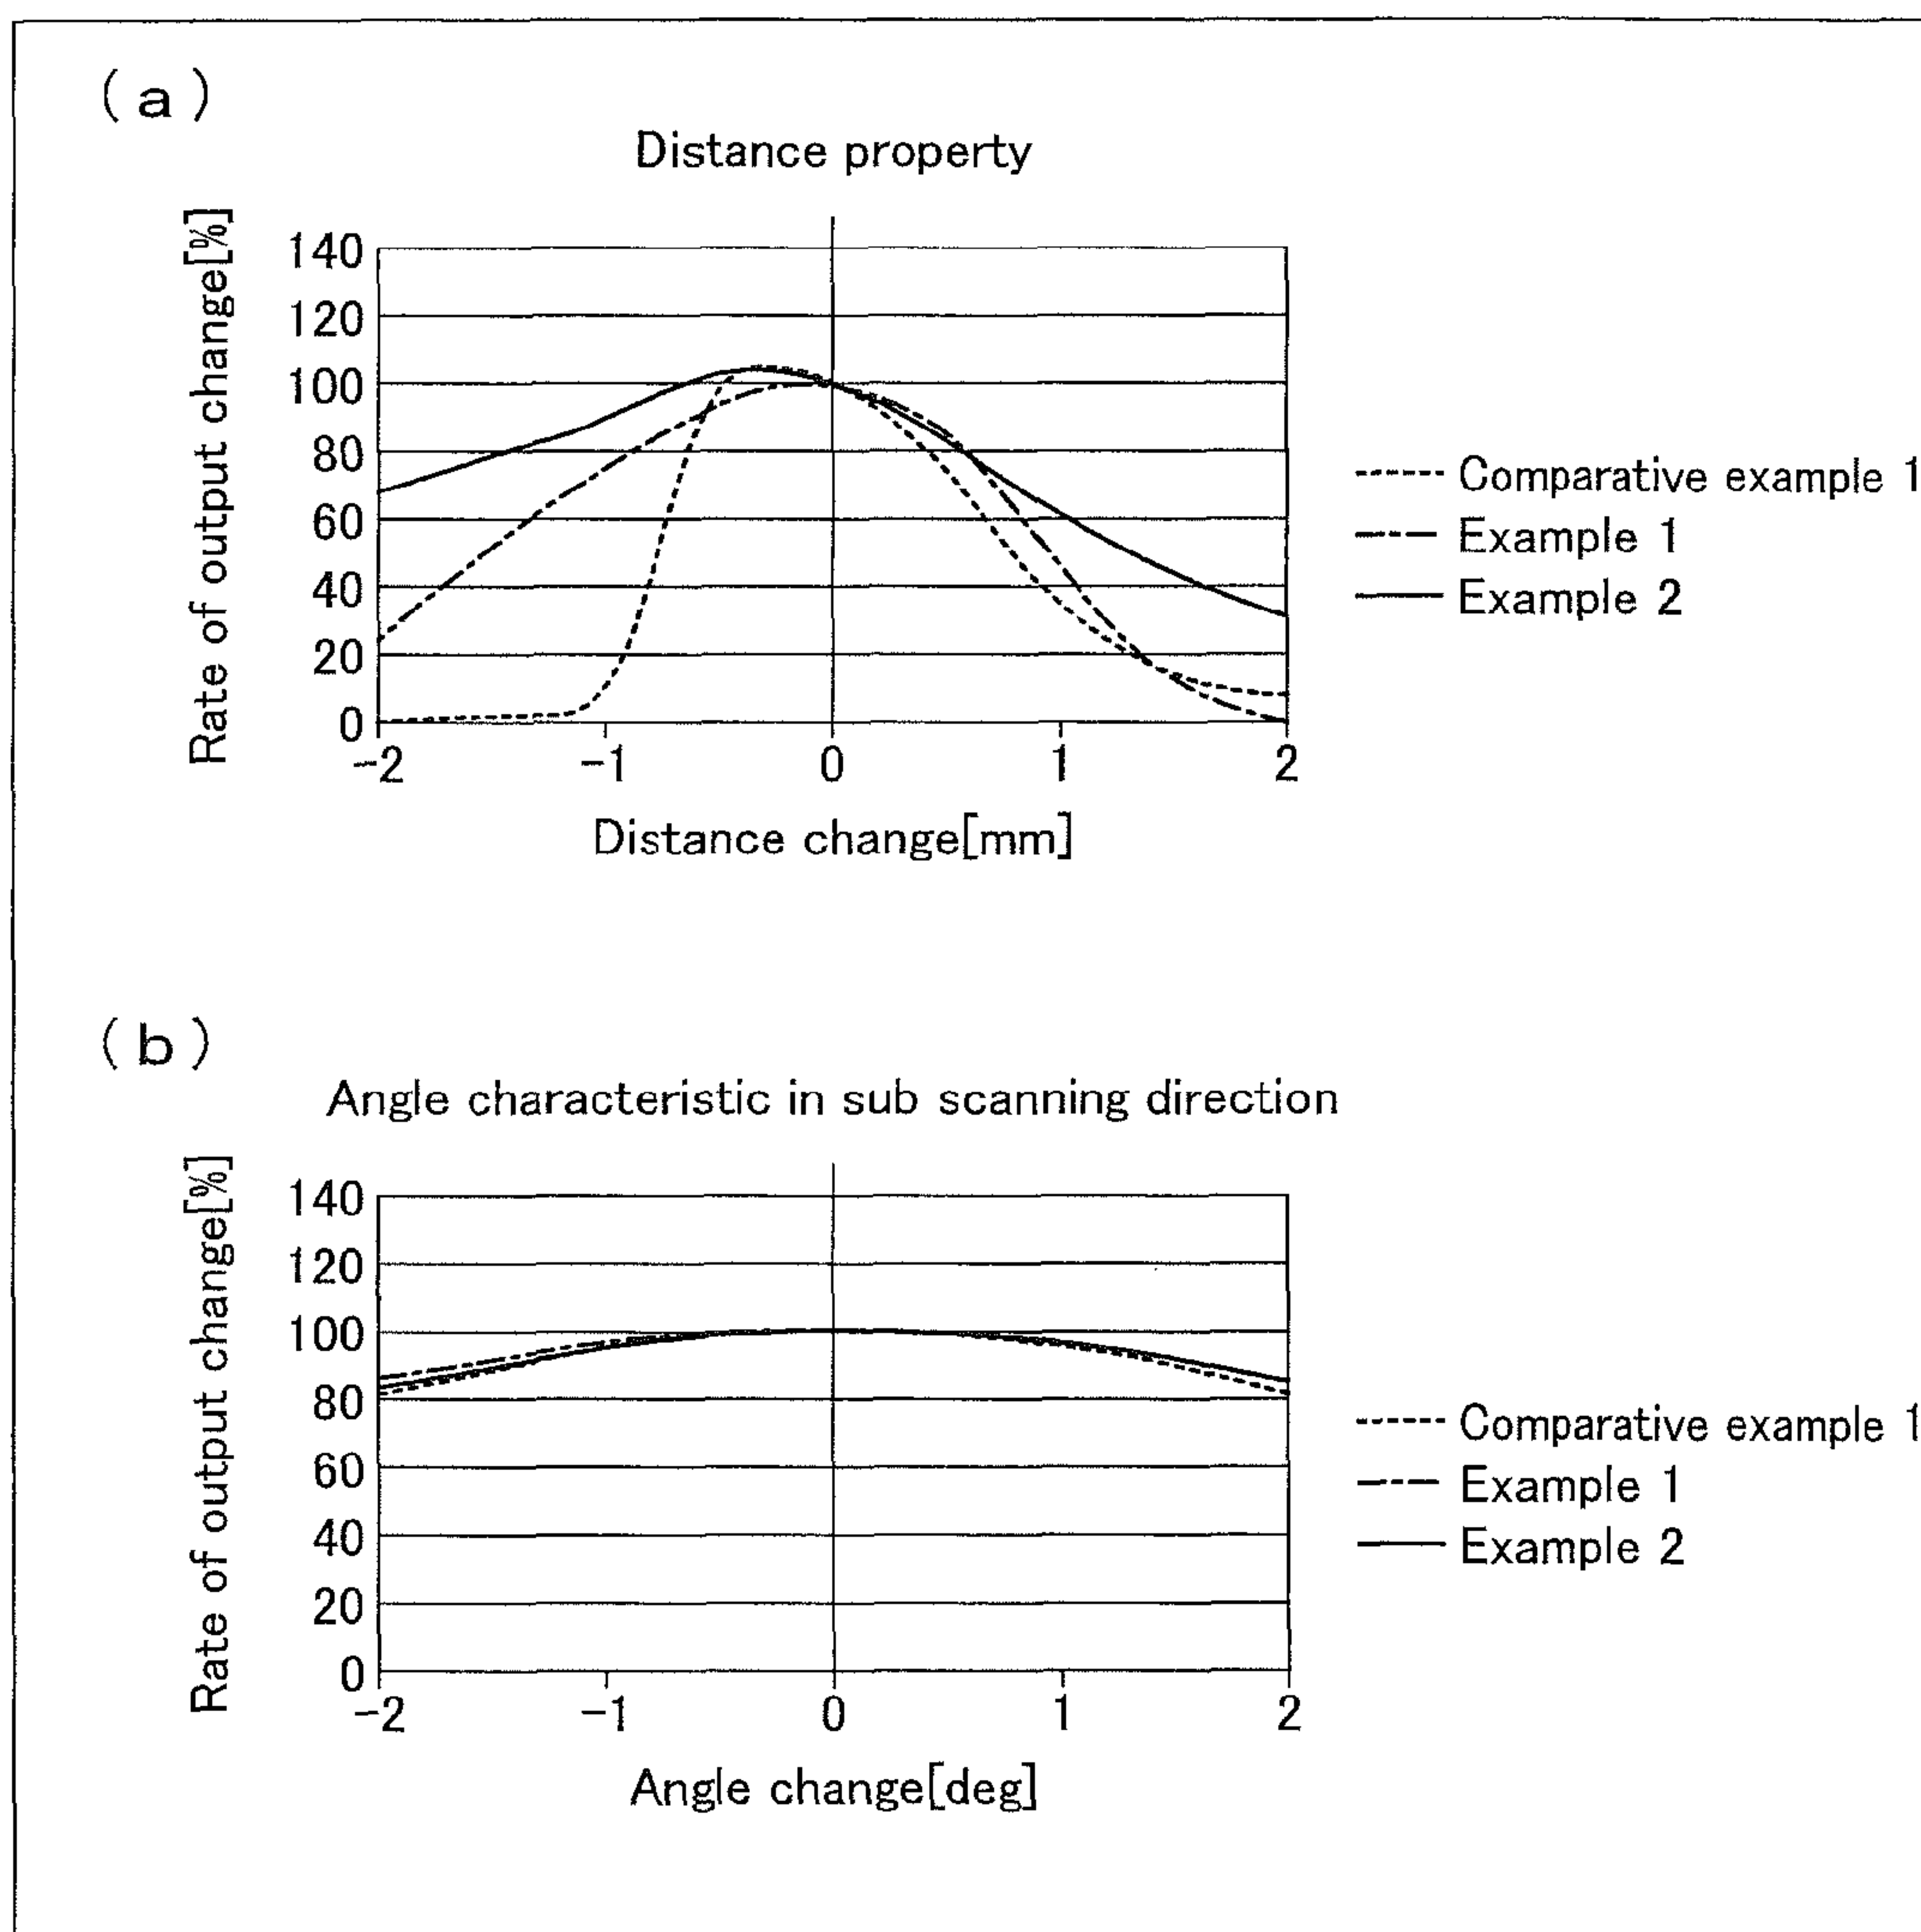 (a)
Distance property
Rate of output change[%]
140
120
100
80
60
40
20
0
-2
-1
0
1
2
Distance change[mm]
Comparative example 1
Example 1
Example 2
(b)
Angle characteristic in sub scanning direction
Rate of output change[%]
140
120
100
80
60
40
20
0
-2
-1
0
1
2
Angle change[deg]
Comparative example 1
Example 1
Example 2